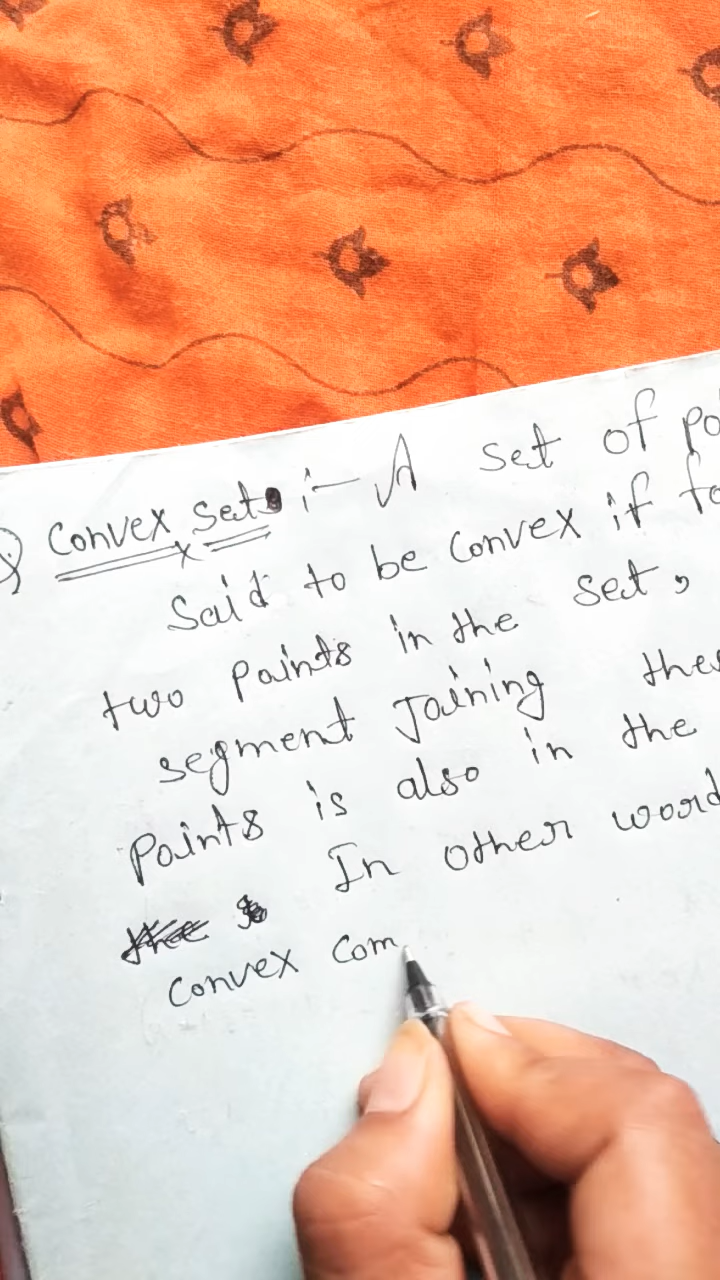 Convex Set :- A set of po
Said to be Convex if fo
two points in the set,
segment Joining thes
points is also in the
In other word
Convex com